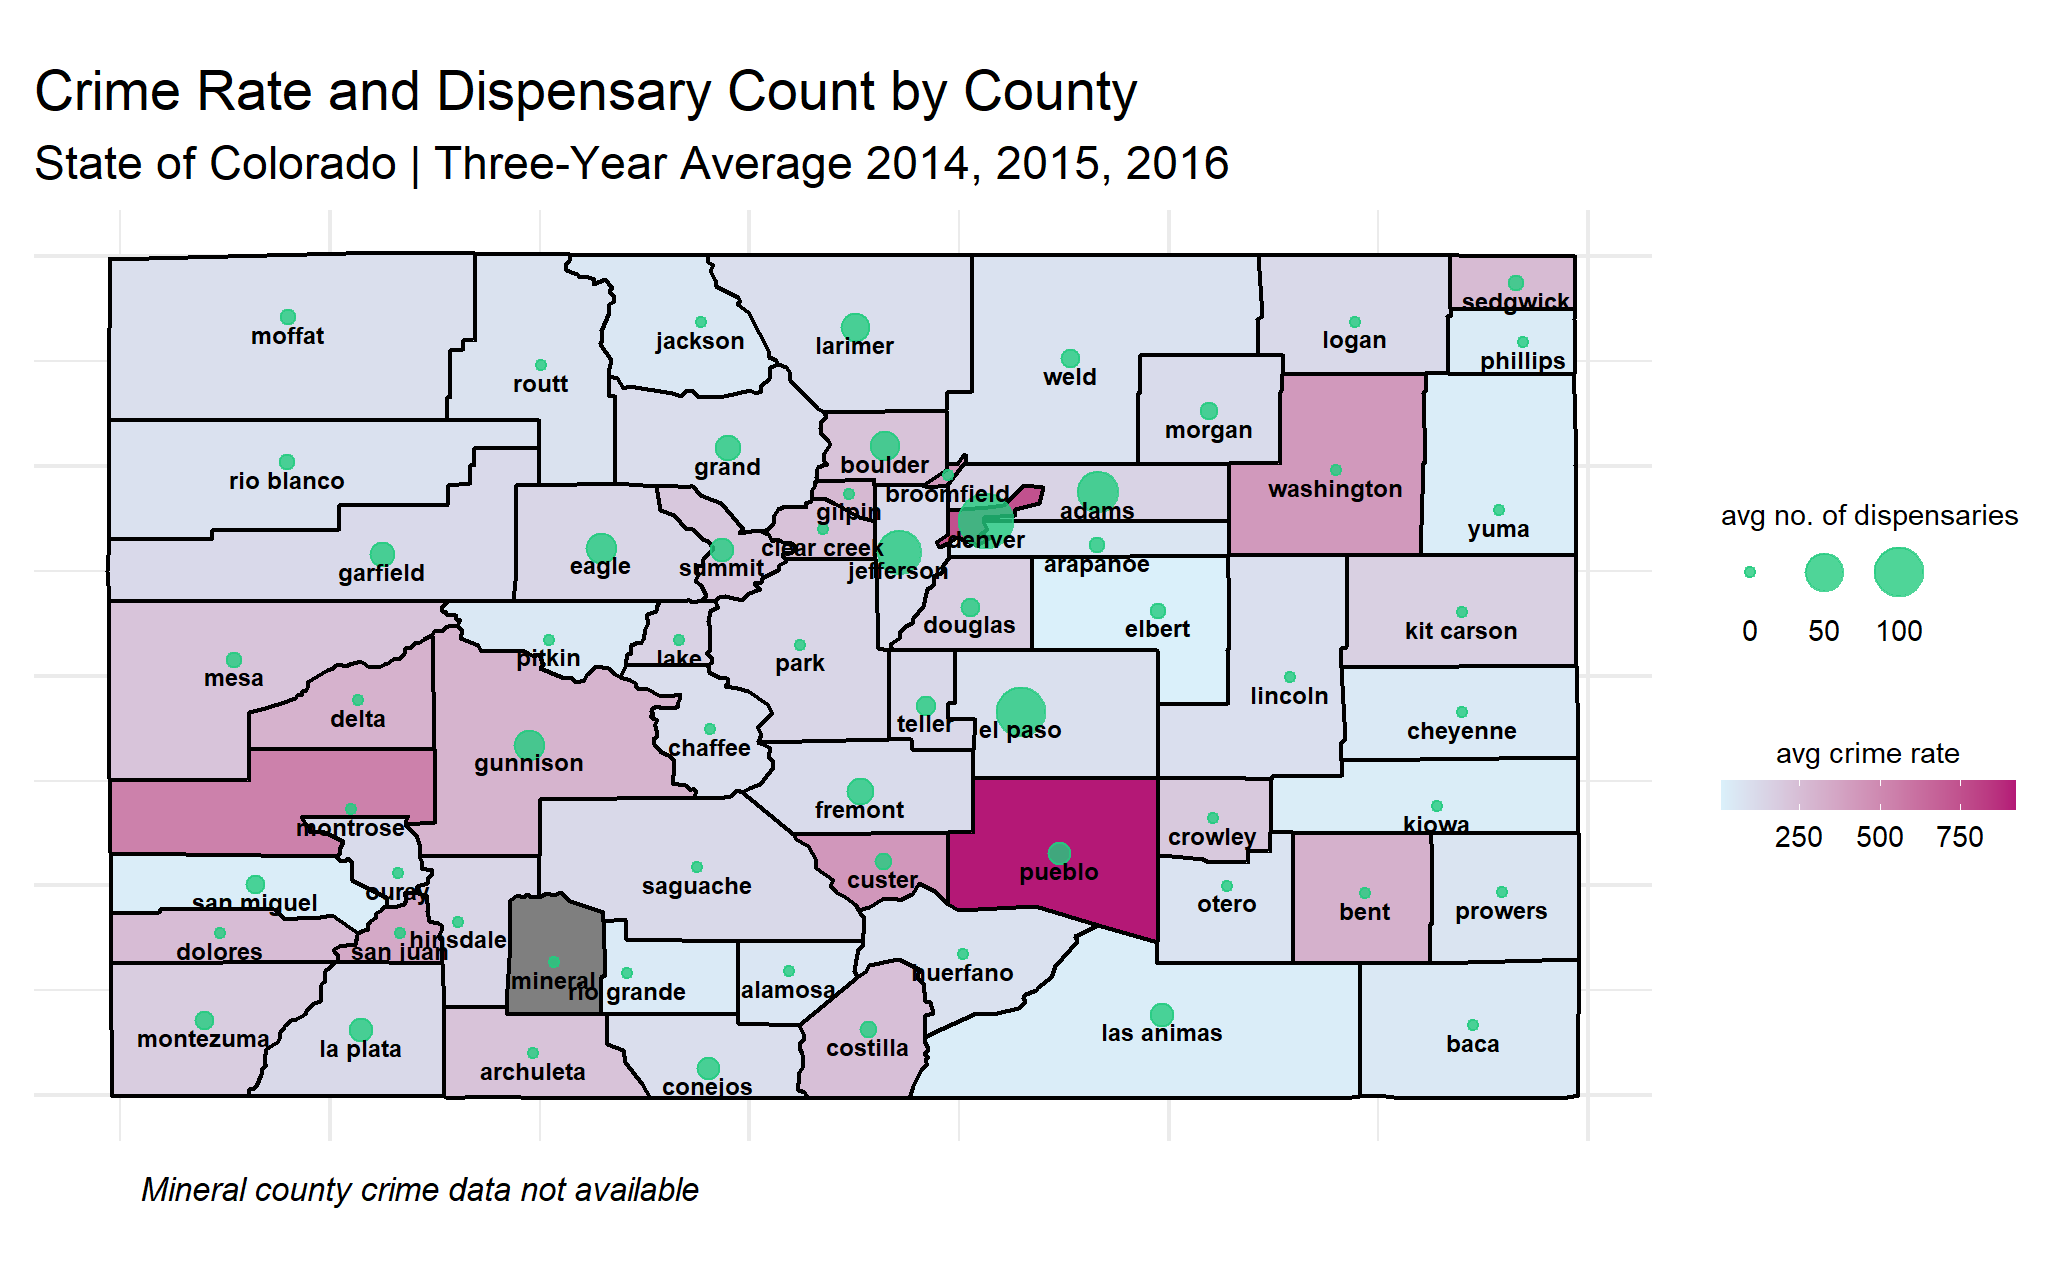 Crime Rate and Dispensary Count by County
State of Colorado | Three-Year Average 2014, 2015, 2016
sedgwick
moffat
jackson
larimer
logan
phillips
routt
weld
morgan
rio blanco
grand
boulder
washington
broomfield
gilpin
adams
yuma
denver
clear creek
garfield
eagle
summit
jefferson
arapahoe
douglas
elbert
kit carson
pitkin
lake
park
mesa
lincoln
delta
teller
el paso
cheyenne
chaffee
gunnison
fremont
montrose
crowley
kiowa
pueblo
custer
saguache
ouray
san miguel
otero
bent
prowers
hinsdale
dolores
san juan
huerfano
mineral
rio grande
alamosa
las animas
montezuma
la plata
costilla
baca
archuleta
conejos
avg no. of dispensaries
0 50 100
avg crime rate
250 500 750
Mineral county crime data not available